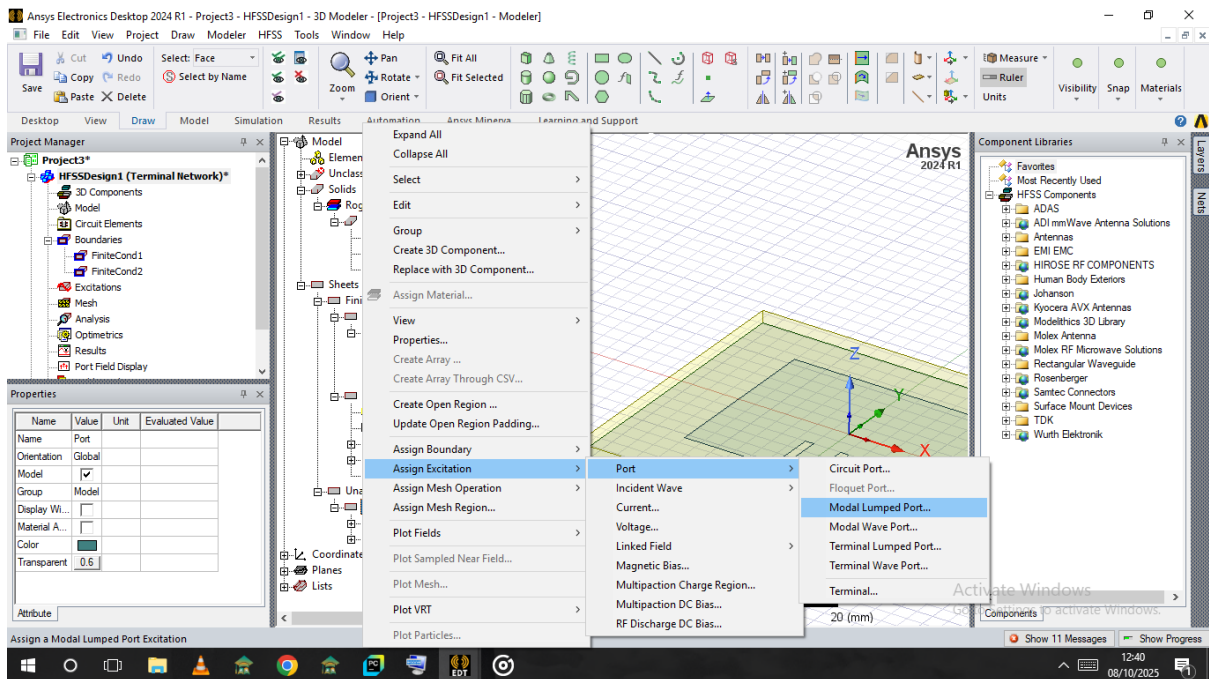 Ansys Electronics Desktop 2024 R1 - Project3 - HFSSDesign1 - 3D Modeler - [Project3 - HFSSDesign1 - Modeler]
File Edit View Project Draw Modeler HFSS Tools Window Help
Save
Cut
Copy
Paste
Undo
Redo
Delete
Select: Face
Select by Name
Zoom
Pan
Rotate
Orient
Fit All
Fit Selected
Measure
Ruler
Units
Visibility
Snap
Materials
Desktop View Draw Model Simulation Results Automation Ansys Minerva Learning and Support
Project Manager
Project3*
HFSSDesign1 (Terminal Network)*
3D Components
Model
Circuit Elements
Boundaries
FiniteCond1
FiniteCond2
Excitations
Mesh
Analysis
Optimetrics
Results
Port Field Display
Properties
Name Value Unit Evaluated Value
Name Port
Orientation Global
Model
Group Model
Display Wi...
Material A...
Color
Transparent 0.6
Attribute
Model
Elemen
Unclass
Solids
Rog
Sheets
Fini
Una
Coordinate
Planes
Lists
Expand All
Collapse All
Select
Edit
Group
Create 3D Component...
Replace with 3D Component...
Assign Material...
View
Properties...
Create Array ...
Create Array Through CSV...
Create Open Region ...
Update Open Region Padding...
Assign Boundary
Assign Excitation
Assign Mesh Operation
Assign Mesh Region...
Plot Fields
Plot Sampled Near Field...
Plot Mesh...
Plot VRT
Plot Particles...
Port
Incident Wave
Current...
Voltage...
Linked Field
Magnetic Bias...
Multipaction Charge Region...
Multipaction DC Bias...
RF Discharge DC Bias...
Circuit Port...
Floquet Port...
Modal Lumped Port...
Modal Wave Port...
Terminal Lumped Port...
Terminal Wave Port...
Terminal...
Ansys
2024 R1
Z
Y
X
20 (mm)
Component Libraries
Favorites
Most Recently Used
HFSS Components
ADAS
ADI mmWave Antenna Solutions
Antennas
EMI EMC
HIROSE RF COMPONENTS
Human Body Exteriors
Johanson
Kyocera AVX Antennas
Modelithics 3D Library
Molex Antenna
Molex RF Microwave Solutions
Rectangular Waveguide
Rosenberger
Samtec Connectors
Surface Mount Devices
TDK
Wurth Elektronik
Components
Layers
Nets
Activate Windows
Go to Settings to activate Windows.
Assign a Modal Lumped Port Excitation
Show 11 Messages
Show Progress
PC
EDT
12:40
08/10/2025
1